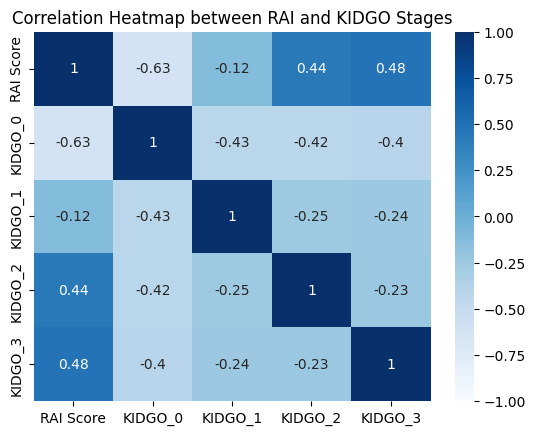 Correlation Heatmap between RAI and KIDGO Stages
RAI Score 1 -0.63 -0.12 0.44 0.48
KIDGO_0 -0.63 1 -0.43 -0.42 -0.4
KIDGO_1 -0.12 -0.43 1 -0.25 -0.24
KIDGO_2 0.44 -0.42 -0.25 1 -0.23
KIDGO_3 0.48 -0.4 -0.24 -0.23 1
RAI Score KIDGO_0 KIDGO_1 KIDGO_2 KIDGO_3
1.00
0.75
0.50
0.25
0.00
−0.25
−0.50
−0.75
−1.00